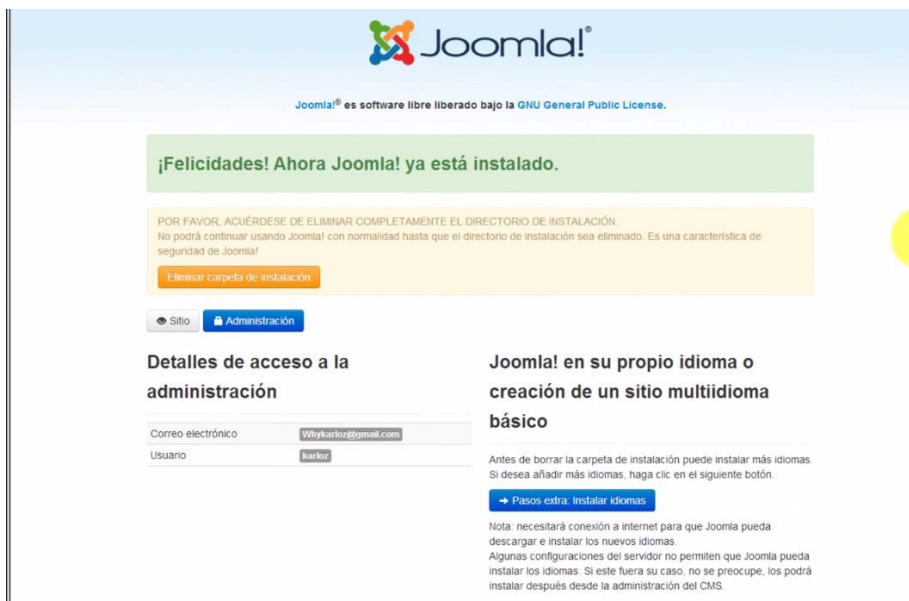 Joomla!®
Joomla!® es software libre liberado bajo la GNU General Public License.
¡Felicidades! Ahora Joomla! ya está instalado.
POR FAVOR, ACUÉRDESE DE ELIMINAR COMPLETAMENTE EL DIRECTORIO DE INSTALACIÓN.
No podrá continuar usando Joomla! con normalidad hasta que el directorio de instalación sea eliminado. Es una característica de
seguridad de Joomla!
Eliminar carpeta de instalación
Sitio
Administración
Detalles de acceso a la
administración
Correo electrónico Whykarloz@gmail.com
Usuario karloz
Joomla! en su propio idioma o
creación de un sitio multiidioma
básico
Antes de borrar la carpeta de instalación puede instalar más idiomas.
Si desea añadir más idiomas, haga clic en el siguiente botón.
Pasos extra: Instalar idiomas
Nota: necesitará conexión a internet para que Joomla pueda
descargar e instalar los nuevos idiomas.
Algunas configuraciones del servidor no permiten que Joomla pueda
instalar los idiomas. Si este fuera su caso, no se preocupe, los podrá
instalar después desde la administración del CMS.